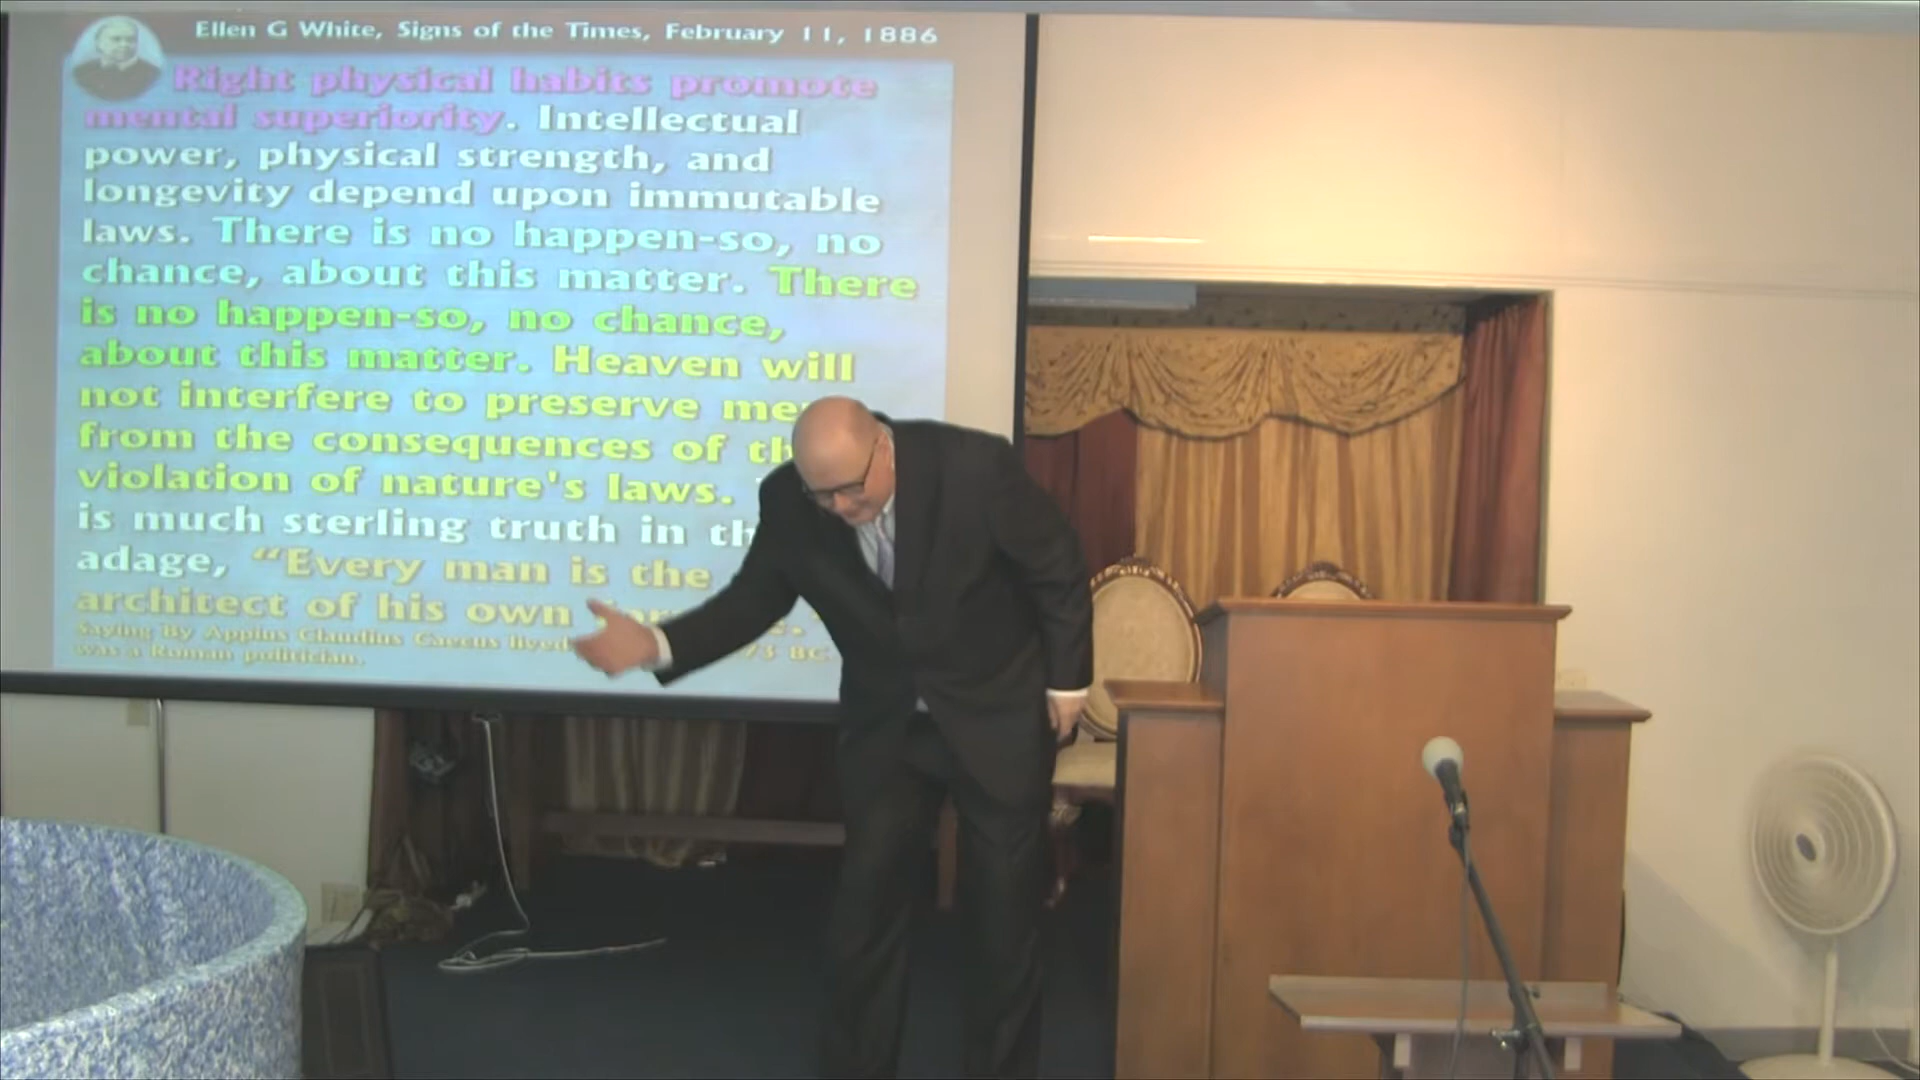 Ellen G White, Signs of the Times, February 11, 1886
Right physical habits promote
mental superiority. Intellectual
power, physical strength, and
longevity depend upon immutable
laws. There is no happen-so, no
chance, about this matter. There
is no happen-so, no chance,
about this matter. Heaven will
not interfere to preserve
from the consequences of
violation of nature's laws.
is much sterling truth in
adage, “Every man is the
architect of his own
Saying By Appius Claudius Caecus lived BC.
was a Roman politician.